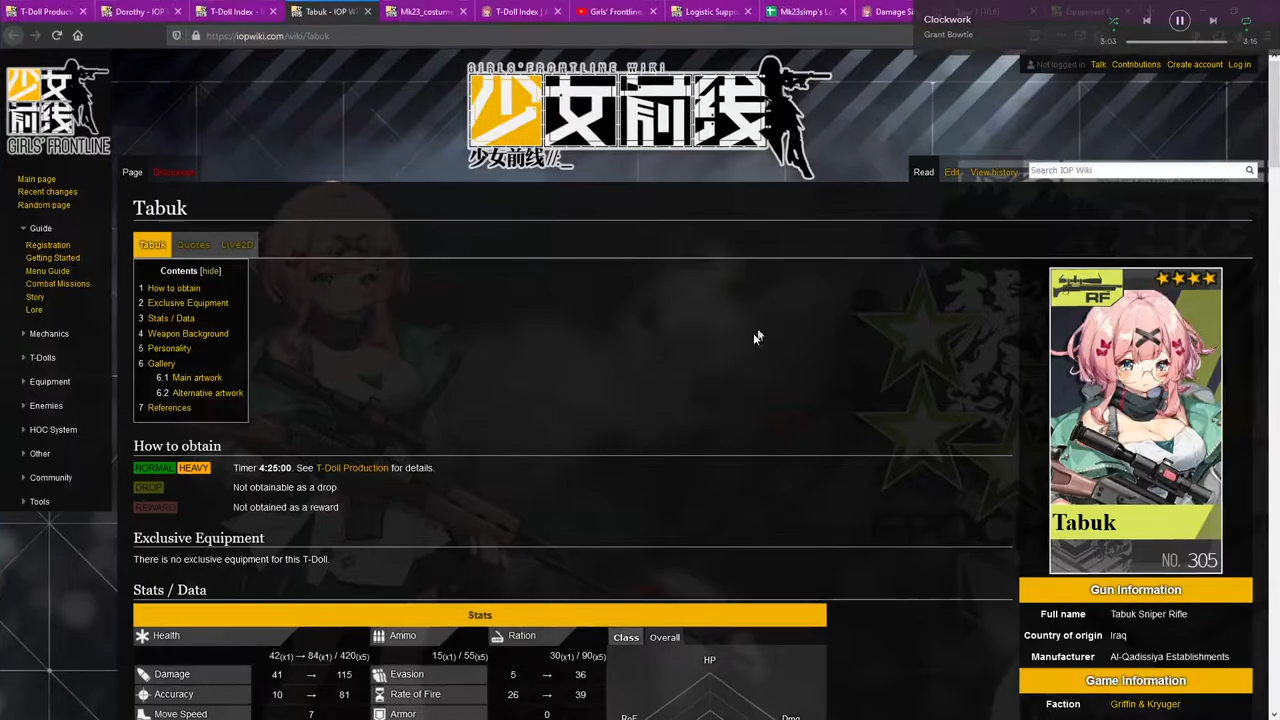 T-Doll Produc
Dorothy - IOP
T-Doll Index -
Tabuk - IOP Wi
Mk23_costume
T-Doll Index |
Girls' Frontline
Logistic Suppo
Mk23simp's Lo
Damage Sim
Clockwork
Grant Bowtie
3:03
3:15
https://iopwiki.com/wiki/Tabuk
Not logged in Talk Contributions Create account Log in
少女前线
GIRLS' FRONTLINE
GIRLS' FRONTLINE WIKI
少女前线
少女前线//:_
Page Discussion
Read Edit View history
Search IOP Wiki
Main page
Recent changes
Random page
Guide
Registration
Getting Started
Menu Guide
Combat Missions
Story
Lore
Mechanics
T-Dolls
Equipment
Enemies
HOC System
Other
Community
Tools
Tabuk
Tabuk Quotes Live2D
Contents [hide]
1 How to obtain
2 Exclusive Equipment
3 Stats / Data
4 Weapon Background
5 Personality
6 Gallery
6.1 Main artwork
6.2 Alternative artwork
7 References
How to obtain
NORMAL HEAVY Timer 4:25:00. See T-Doll Production for details.
DROP Not obtainable as a drop.
REWARD Not obtained as a reward
Exclusive Equipment
There is no exclusive equipment for this T-Doll.
Stats / Data
Stats
Health Ammo Ration
42(x1) → 84(x1) / 420(x5) 15(x1) / 55(x5) 30(x1) / 90(x5)
Damage 41 → 115 Evasion 5 → 36
Accuracy 10 → 81 Rate of Fire 26 → 39
Move Speed 7 Armor 0
Class Overall
HP
RoF Dmg
RF
Tabuk
NO. 305
Gun Information
Full name Tabuk Sniper Rifle
Country of origin Iraq
Manufacturer Al-Qadissiya Establishments
Game Information
Faction Griffin & Kryuger